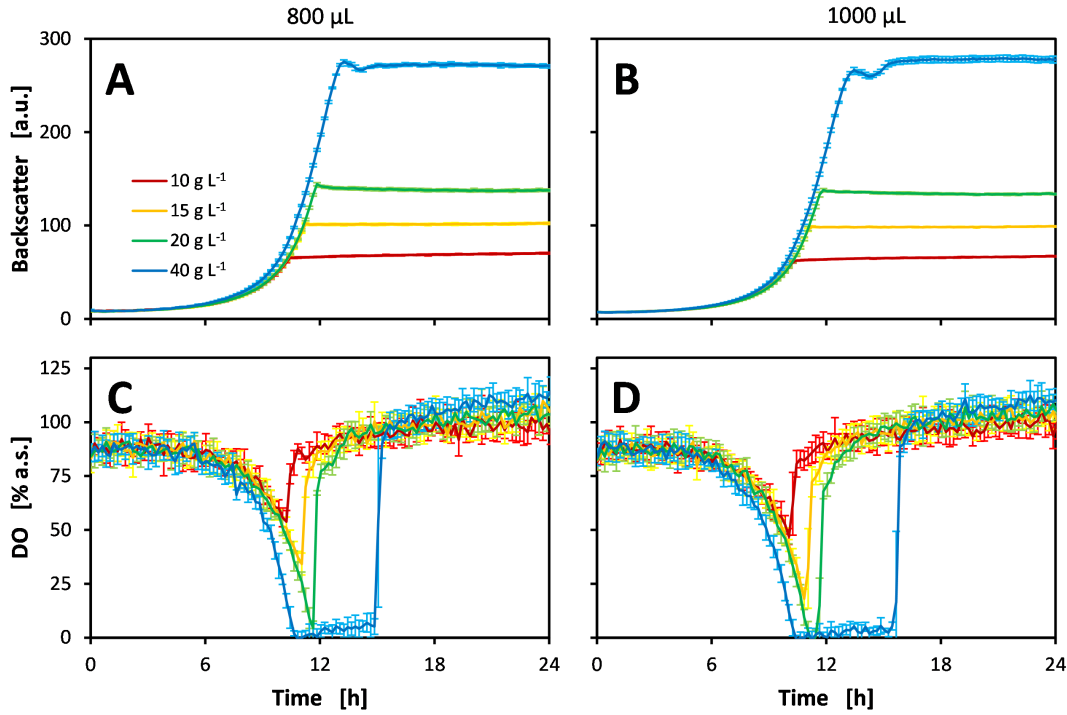 800 µL
1000 µL
Backscatter [a.u.]
300
200
100
0
A
B
10 g L⁻¹
15 g L⁻¹
20 g L⁻¹
40 g L⁻¹
DO [% a.s.]
125
100
75
50
25
0
C
D
0 6 12 18 24
0 6 12 18 24
Time [h]
Time [h]